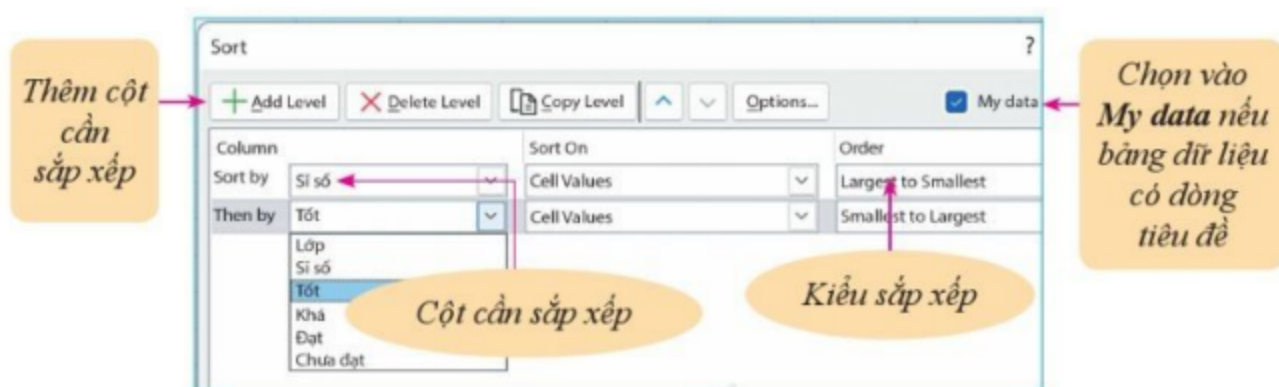 Sort ?
Thêm cột
cần
sắp xếp
Add Level Delete Level Copy Level Options... My data
Chọn vào
My data nếu
bảng dữ liệu
có dòng
tiêu đề
Column Sort On Order
Sort by Sĩ số Cell Values Largest to Smallest
Then by Tốt Cell Values Smallest to Largest
Lớp
Sĩ số
Tốt
Khá
Đạt
Chưa đạt
Cột cần sắp xếp
Kiểu sắp xếp